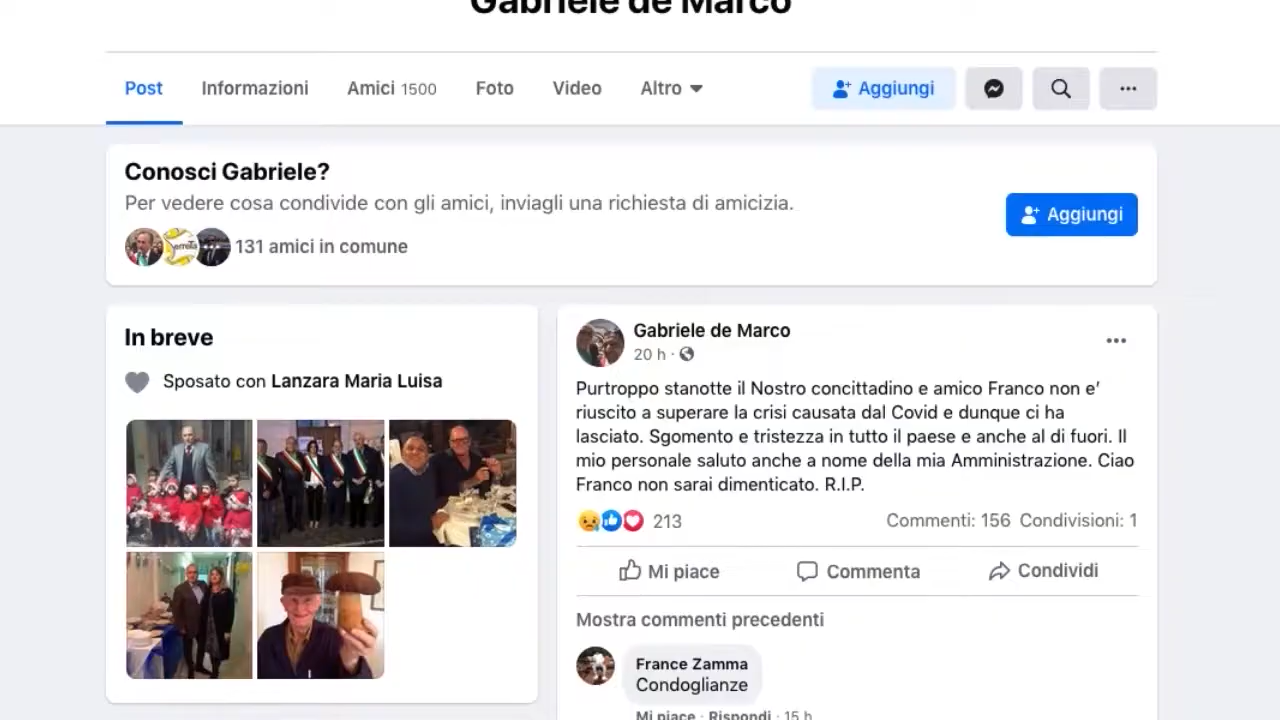 Gabriele de Marco
Post Informazioni Amici 1500 Foto Video Altro Aggiungi
Conosci Gabriele?
Per vedere cosa condivide con gli amici, inviagli una richiesta di amicizia.
Aggiungi
131 amici in comune
In breve
Sposato con Lanzara Maria Luisa
Gabriele de Marco
20 h ·
Purtroppo stanotte il Nostro concittadino e amico Franco non e’
riuscito a superare la crisi causata dal Covid e dunque ci ha
lasciato. Sgomento e tristezza in tutto il paese e anche al di fuori. Il
mio personale saluto anche a nome della mia Amministrazione. Ciao
Franco non sarai dimenticato. R.I.P.
213 Commenti: 156 Condivisioni: 1
Mi piace Commenta Condividi
Mostra commenti precedenti
France Zamma
Condoglianze
Mi piace · Rispondi · 15 h